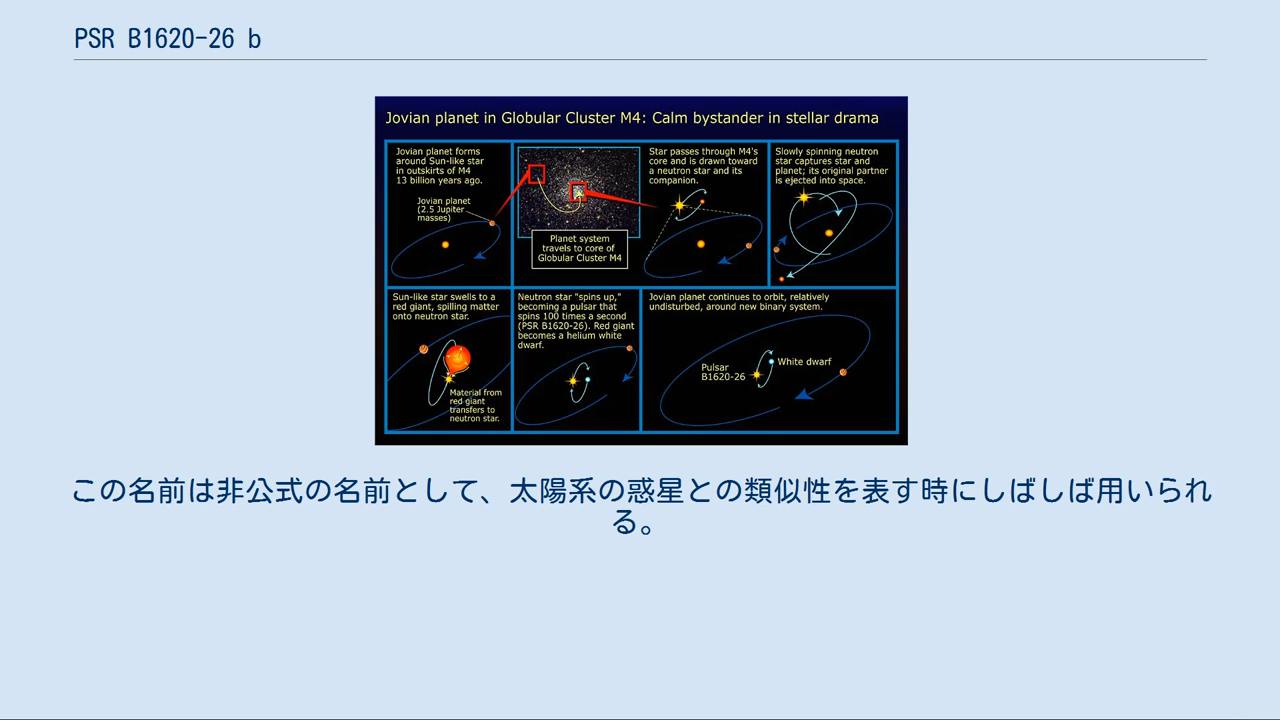 PSR B1620-26 b
Jovian planet in Globular Cluster M4: Calm bystander in stellar drama
Jovian planet forms
around Sun-like star
in outskirts of M4
13 billion years ago.
Jovian planet
(2.5 Jupiter
masses)
Planet system
travels to core of
Globular Cluster M4
Star passes through M4's
core and is drawn toward
a neutron star and its
companion.
Slowly spinning neutron
star captures star and
planet; its original partner
is ejected into space.
Sun-like star swells to a
red giant, spilling matter
onto neutron star.
Material from
red giant
transfers to
neutron star.
Neutron star "spins up,"
becoming a pulsar that
spins 100 times a second
(PSR B1620-26). Red giant
becomes a helium white
dwarf.
Jovian planet continues to orbit, relatively
undisturbed, around new binary system.
Pulsar
B1620-26
White dwarf
この名前は非公式の名前として、太陽系の惑星との類似性を表す時にしばしば用いられ
る。